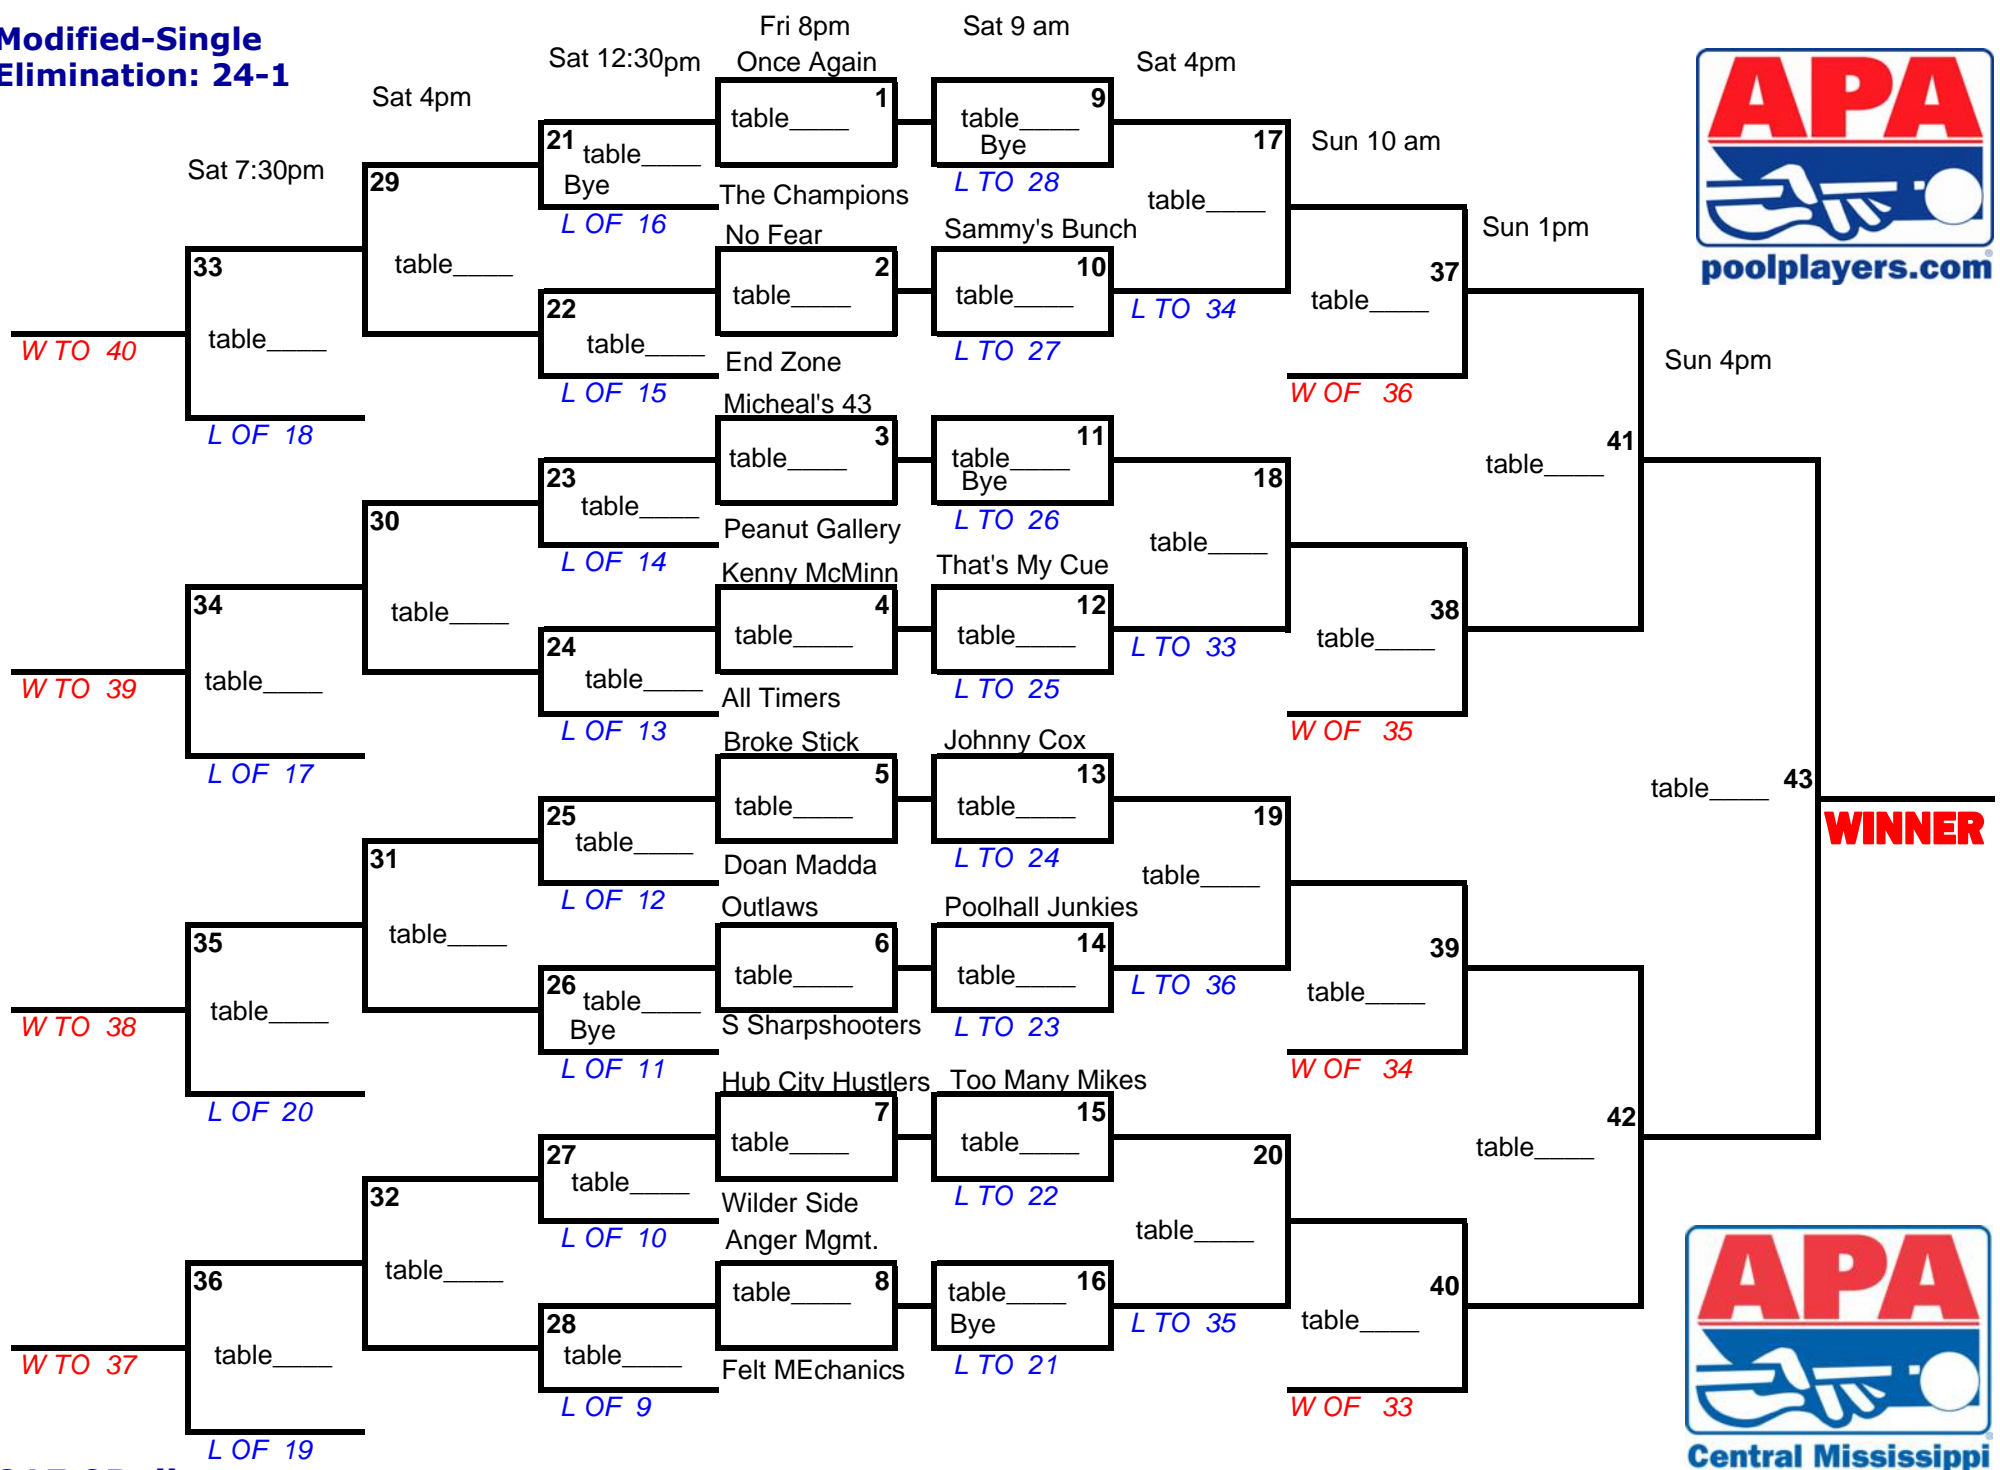 Modified-Single
Elimination: 24-1
Fri 8pm
Sat 9 am
Sat 12:30pm
Once Again
Sat 4pm
Sat 4pm
Sat 7:30pm
Sun 10 am
Sun 1pm
Sun 4pm
APA
poolplayers.com
33
table____
W TO 40
L OF 18
34
table____
W TO 39
L OF 17
35
table____
W TO 38
L OF 20
36
table____
W TO 37
L OF 19
29
table____
30
table____
31
table____
32
table____
21
table____
Bye
L OF 16
22
table____
L OF 15
23
table____
L OF 14
24
table____
L OF 13
25
table____
L OF 12
26
table____
Bye
L OF 11
27
table____
L OF 10
28
table____
L OF 9
1
table____
The Champions
No Fear
2
table____
End Zone
Micheal's 43
3
table____
Peanut Gallery
Kenny McMinn
4
table____
All Timers
Broke Stick
5
table____
Doan Madda
Outlaws
6
table____
S Sharpshooters
Hub City Hustlers
7
table____
Wilder Side
Anger Mgmt.
8
table____
Felt MEchanics
9
table____
Bye
L TO 28
Sammy's Bunch
10
table____
L TO 27
11
table____
Bye
L TO 26
That's My Cue
12
table____
L TO 25
Johnny Cox
13
table____
L TO 24
Poolhall Junkies
14
table____
L TO 23
Too Many Mikes
15
table____
L TO 22
16
table____
Bye
L TO 21
17
table____
L TO 34
18
table____
L TO 33
19
table____
L TO 36
20
table____
L TO 35
37
table____
W OF 36
38
table____
W OF 35
39
table____
W OF 34
40
table____
W OF 33
41
table____
42
table____
43
table____
WINNER
APA
Central Mississippi